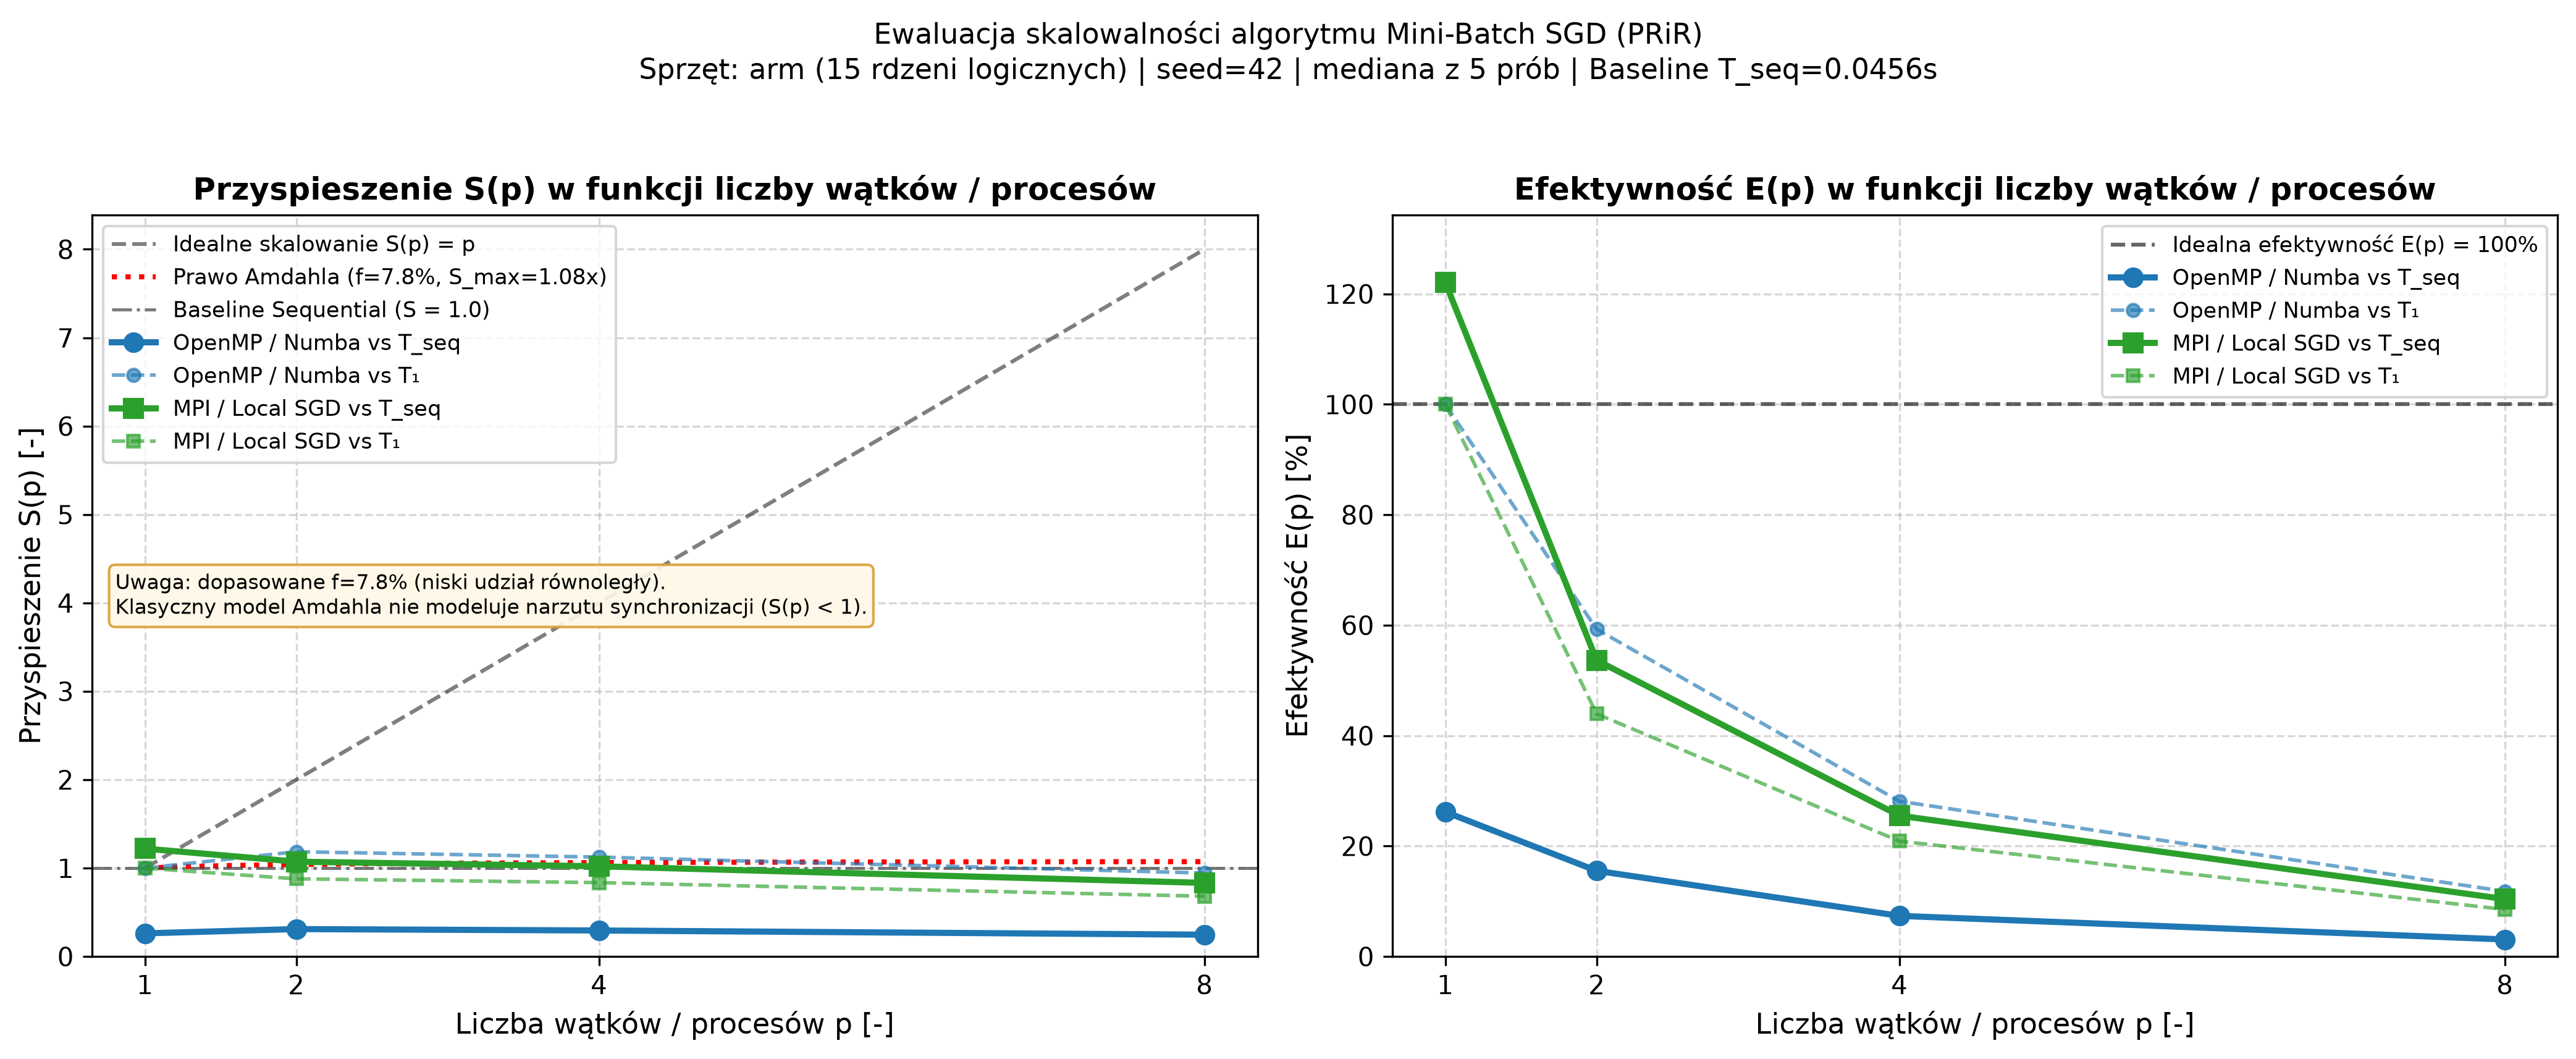 Ewaluacja skalowalności algorytmu Mini-Batch SGD (PRiR)
Sprzęt: arm (15 rdzeni logicznych) | seed=42 | mediana z 5 prób | Baseline T_seq=0.0456s
Przyspieszenie S(p) w funkcji liczby wątków / procesów
Przyspieszenie S(p) [-]
8
7
6
5
4
3
2
1
0
Idealne skalowanie S(p) = p
Prawo Amdahla (f=7.8%, S_max=1.08x)
Baseline Sequential (S = 1.0)
OpenMP / Numba vs T_seq
OpenMP / Numba vs T₁
MPI / Local SGD vs T_seq
MPI / Local SGD vs T₁
Uwaga: dopasowane f=7.8% (niski udział równoległy).
Klasyczny model Amdahla nie modeluje narzutu synchronizacji (S(p) < 1).
1 2 4 8
Liczba wątków / procesów p [-]
Efektywność E(p) w funkcji liczby wątków / procesów
Efektywność E(p) [%]
120
100
80
60
40
20
0
Idealna efektywność E(p) = 100%
OpenMP / Numba vs T_seq
OpenMP / Numba vs T₁
MPI / Local SGD vs T_seq
MPI / Local SGD vs T₁
1 2 4 8
Liczba wątków / procesów p [-]